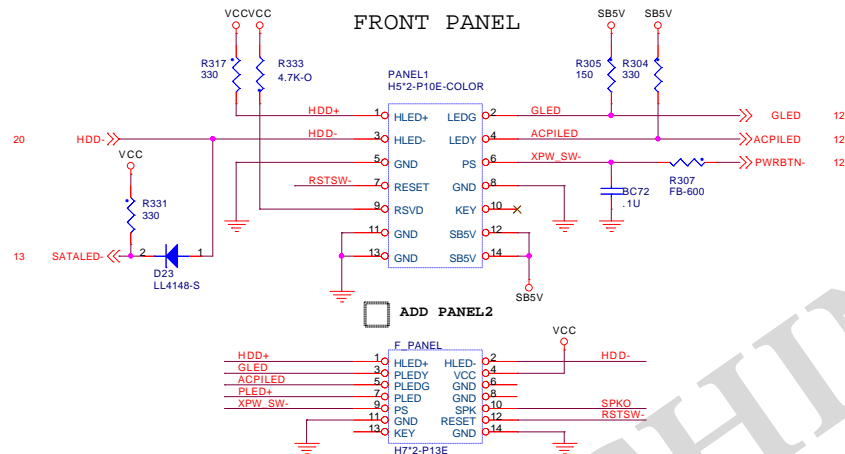 FRONT PANEL
VCC VCC SB5V SB5V
R317 330
R333 4.7K-O
PANEL1
H5*2-P10E-COLOR
R305 150
R304 330
HDD+ 1 HLED+ LEDG 2 GLED GLED 12
20 HDD- HDD- 3 HLED- LEDY 4 ACPILED ACPILED 12
5 GND PS 6 XPW_SW- PWRBTN- 12
VCC
RSTSW- 7 RESET GND 8
R307 FB-600
BC72 .1U
R331 330
9 RSVD KEY 10
11 GND SB5V 12
13 GND SB5V 14
13 SATALED- 2 1
D23
LL4148-S
SB5V
ADD PANEL2
VCC
F_PANEL
HDD+ 1 HLED+ HLED- 2 HDD-
GLED 3 PLEDY VCC 4
ACPILED 5 PLEDG GND 6
PLED+ 7 PLED GND 8
XPW_SW- 9 PS SPK 10 SPKO
11 GND RESET 12 RSTSW-
13 KEY GND 14
H7*2-P13E